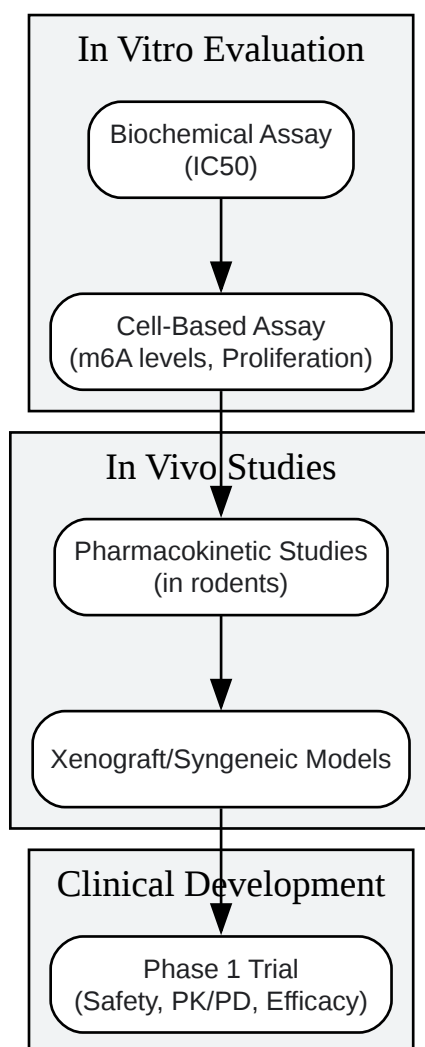 In Vitro Evaluation
Biochemical Assay
(IC50)
Cell-Based Assay
(m6A levels, Proliferation)
In Vivo Studies
Pharmacokinetic Studies
(in rodents)
Xenograft/Syngeneic Models
Clinical Development
Phase 1 Trial
(Safety, PK/PD, Efficacy)